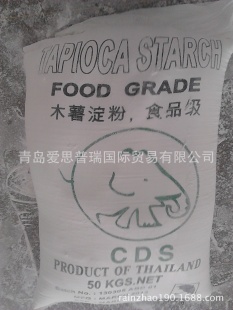 TAPIOCA STARCH
FOOD GRADE
木薯淀粉，食品级
青岛爱思普瑞国际贸易有限公司
CDS
PRODUCT OF THAILAND
50 KGS.NET
rainzhao190.1688.com